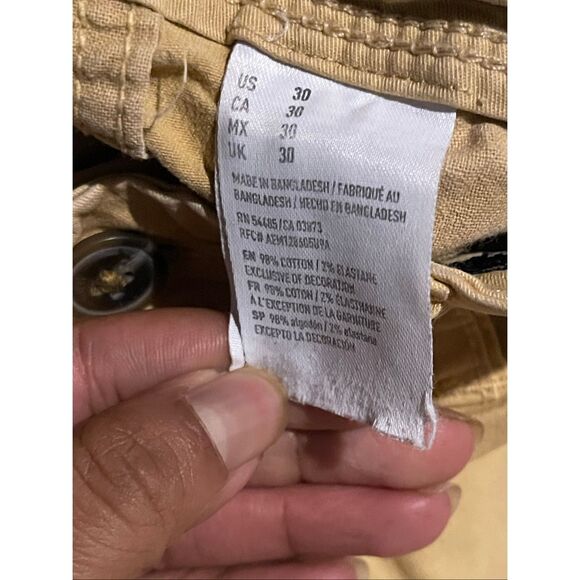 US 30
CA 30
MX 30
UK 30
MADE IN BANGLADESH / FABRIQUÉ AU
BANGLADESH / HECHO EN BANGLADESH
RN 54485 / CA 03873
RFC# AEM128605U9A
EN 98% COTTON / 2% ELASTANE
EXCLUSIVE OF DECORATION
FR 98% COTON / 2% ÉLASTHANNE
À L'EXCEPTION DE LA GARNITURE
SP 98% algodón / 2% elastano
EXCEPTO LA DECORACIÓN